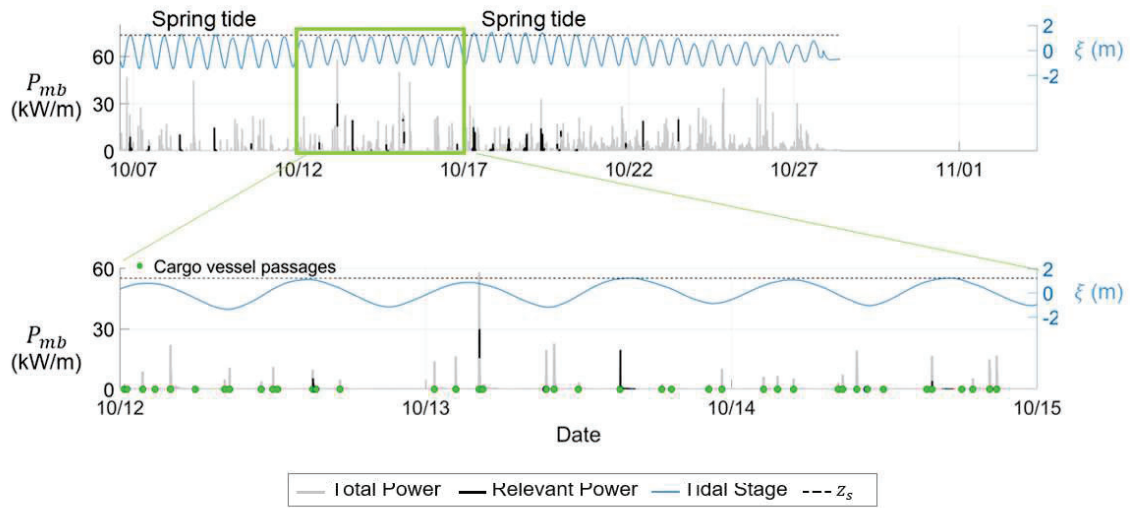 Spring tide Spring tide
60
30
0
P_mb
(kW/m)
2
0
-2
ξ (m)
10/07 10/12 10/17 10/22 10/27 11/01
Cargo vessel passages
60
30
0
P_mb
(kW/m)
2
0
-2
ξ (m)
10/12 10/13 10/14 10/15
Date
Total Power Relevant Power Tidal Stage z_s